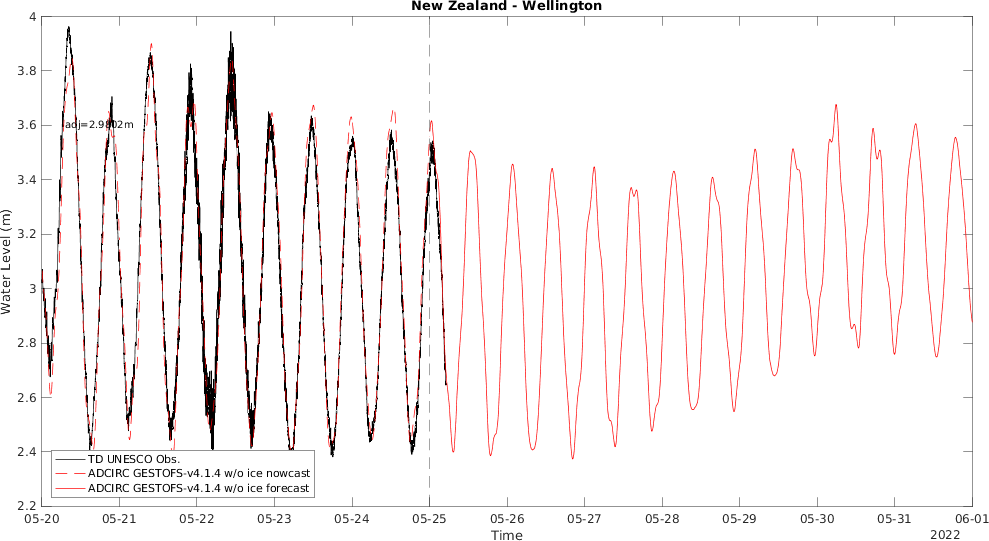 New Zealand - Wellington
Water Level (m)
4
3.8
3.6
3.4
3.2
3
2.8
2.6
2.4
2.2
adj=2.9802m
TD UNESCO Obs.
ADCIRC GESTOFS-v4.1.4 w/o ice nowcast
ADCIRC GESTOFS-v4.1.4 w/o ice forecast
05-20 05-21 05-22 05-23 05-24 05-25 05-26 05-27 05-28 05-29 05-30 05-31 06-01
Time
2022